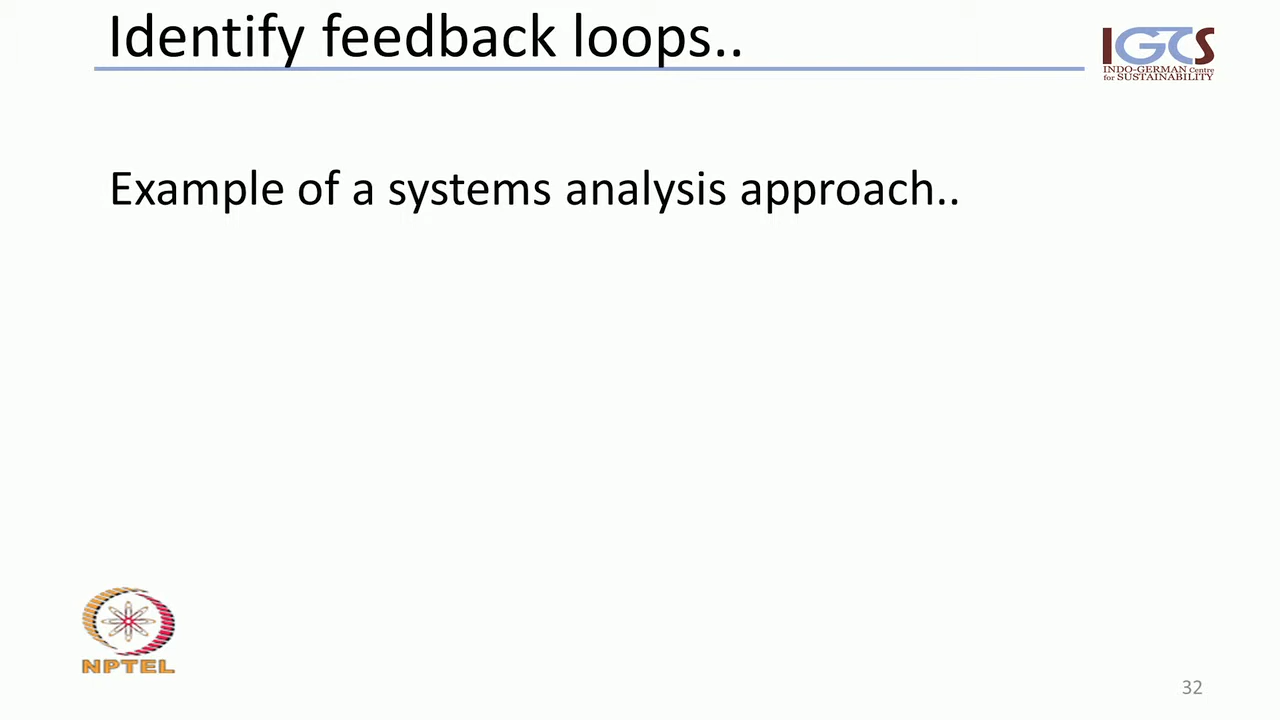 Identify feedback loops..
IGCS
INDO-GERMAN Centre
for SUSTAINABILITY
Example of a systems analysis approach..
NPTEL
32